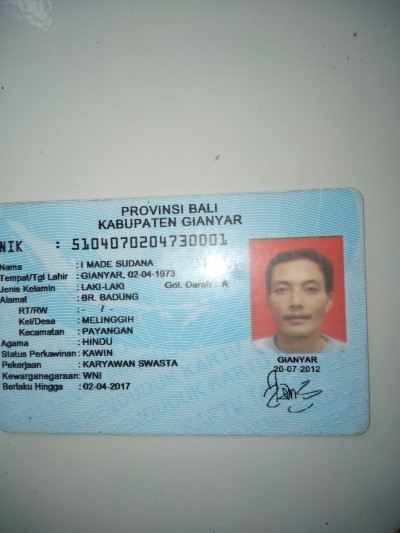 PROVINSI BALI
KABUPATEN GIANYAR
NIK : 5104070204730001
Nama : I MADE SUDANA
Tempat/Tgl Lahir : GIANYAR, 02-04-1973
Jenis Kelamin : LAKI-LAKI Gol. Darah : A
Alamat : BR. BADUNG
RT/RW : - / -
Kel/Desa : MELINGGIH
Kecamatan : PAYANGAN
Agama : HINDU
Status Perkawinan : KAWIN
Pekerjaan : KARYAWAN SWASTA
Kewarganegaraan : WNI
Berlaku Hingga : 02-04-2017
GIANYAR
20-07-2012